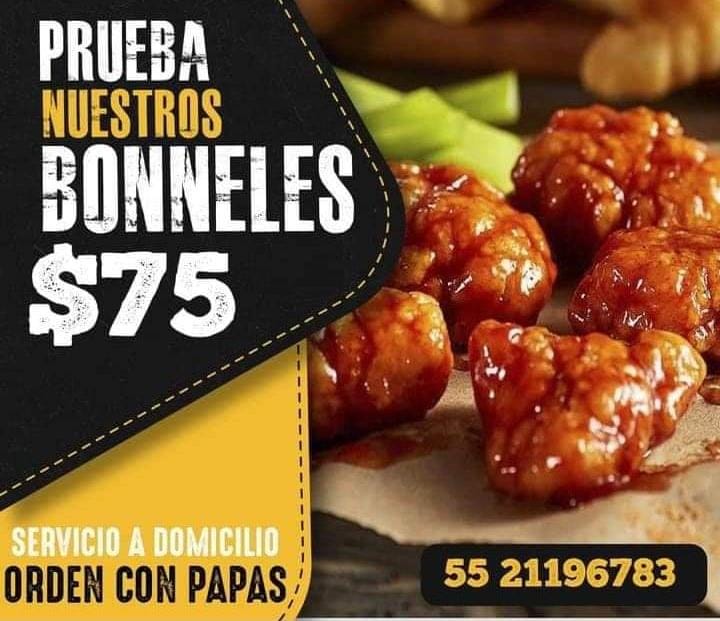 PRUEBA
NUESTROS
BONNELES
$75
SERVICIO A DOMICILIO
ORDEN CON PAPAS
55 21196783